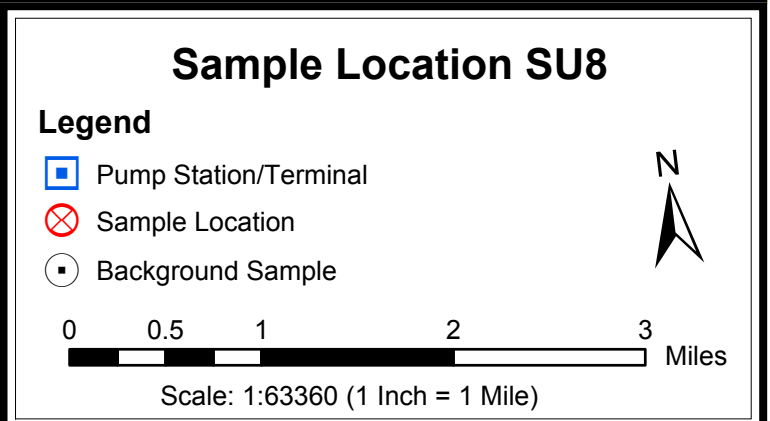 Sample Location SU8
Legend
Pump Station/Terminal
Sample Location
Background Sample
N
0 0.5 1 2 3
Miles
Scale: 1:63360 (1 Inch = 1 Mile)